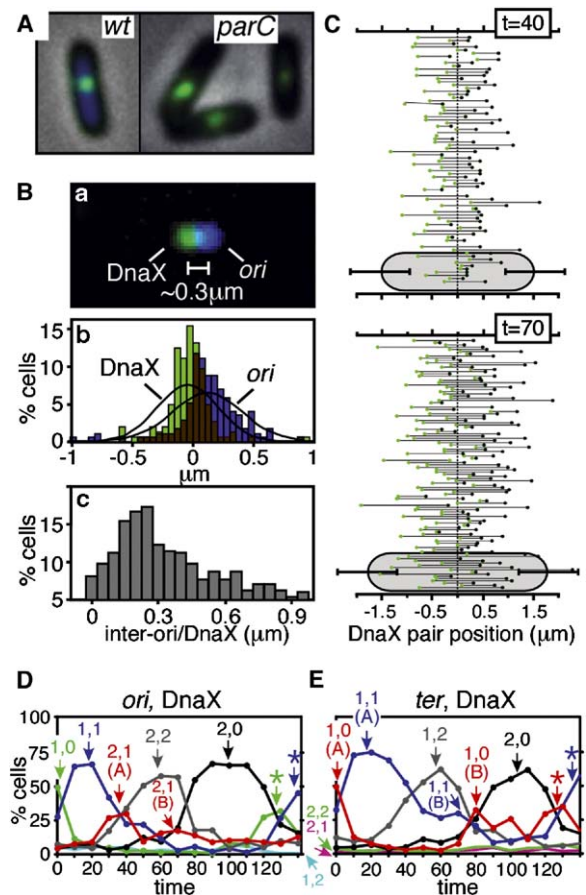 A
wt
parC
B
a
DnaX
ori
~0.3μm
b
% cells
15
10
5
0
DnaX
ori
-1
-0.5
0
0.5
1
μm
c
% cells
15
10
5
0
0.3
0.6
0.9
inter-ori/DnaX (μm)
C
t=40
t=70
-1.5
-0.5
0.5
1.5
DnaX pair position (μm)
D
ori, DnaX
% cells
100
75
50
25
0
1,0
1,1
2,1
(A)
2,2
2,1
(B)
2,0
*
*
1,2
0
20
40
60
80
100
120
time
E
ter, DnaX
1,0
(A)
1,1
(A)
1,2
1,1
(B)
1,0
(B)
2,0
*
*
2,2
2,1
0
20
40
60
80
100
120
time